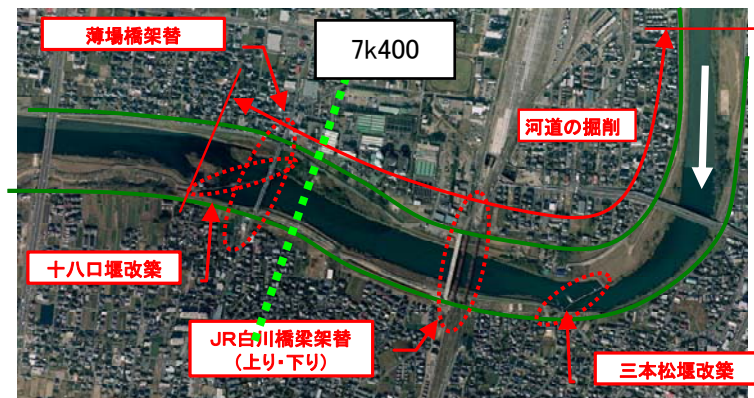 薄場橋架替
7k400
河道の掘削
十八口堰改築
JR白川橋梁架替
(上り・下り)
三本松堰改築